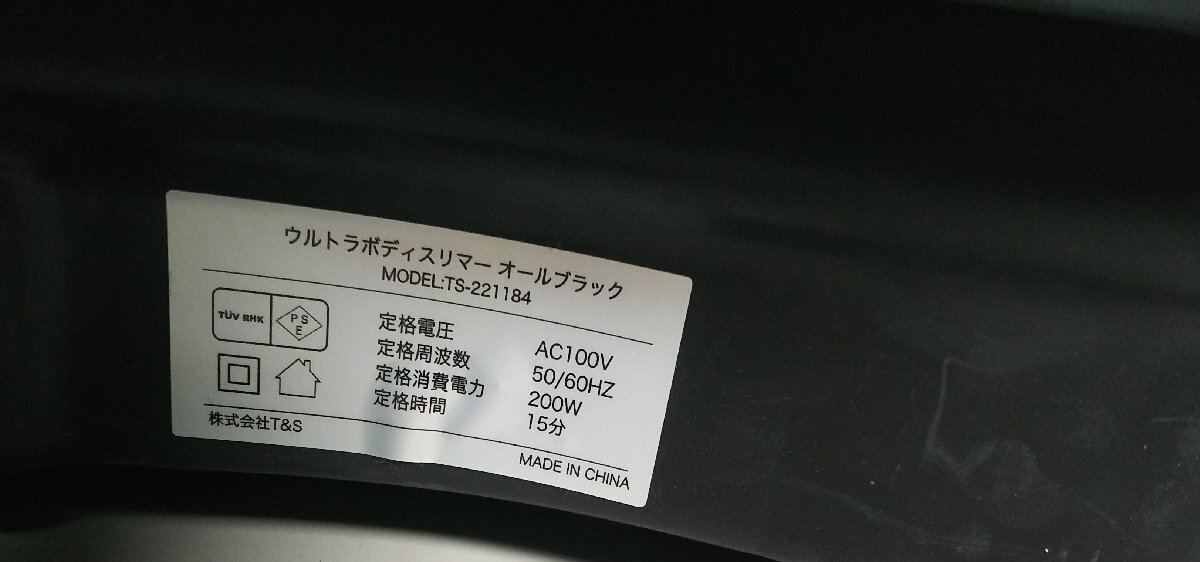 ウルトラボディスリマー オールブラック
MODEL:TS-221184
TÜV RHK
PS
E
定格電圧 AC100V
定格周波数 50/60HZ
定格消費電力 200W
定格時間 15分
株式会社T&S
MADE IN CHINA